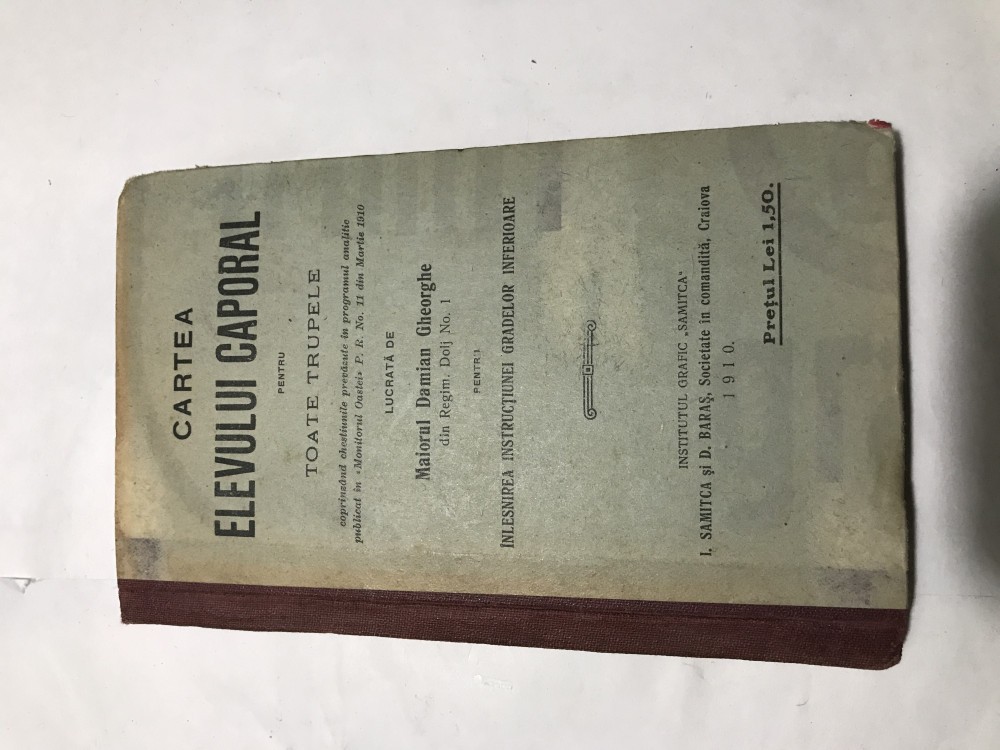 CARTEA
ELEVULUI CAPORAL
PENTRU
TOATE TRUPELE
coprinzând chestiunile prevăzute în programul analitic
publicat în «Monitorul Oastei» P. R. No. 11 din Martie 1910
LUCRATĂ DE
Maiorul Damian Gheorghe
din Regim. Dolj No. 1
PENTRU
ÎNLESNIREA INSTRUCȚIUNEI GRADELOR INFERIOARE
INSTITUTUL GRAFIC „SAMITCA"
I. SAMITCA și D. BARAȘ, Societate în comandită, Craiova
1910.
Prețul Lei 1,50.